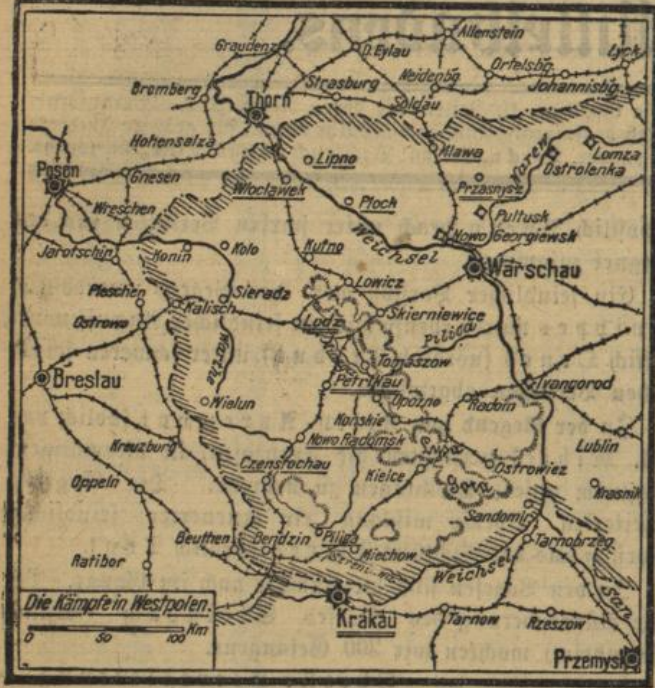 Allenstein
Graudenz
D.Eylau
Lyck
Ortelsbg
Neidenbg
Johannisbg.
Bromberg
Strasburg
Thorn
Soldau
Hohensalza
Lipno
Mlawa
Narew
Lomza
Ostrolenka
Posen
Gnesen
Wloclawek
Przasnysz
Wreschen
Plock
Pultusk
Weichsel
Nowo
Georgiewsk
Jarotschin
Konin
Kolo
Kutno
Warschau
Lowicz
Pleschen
Kalisch
Sieradz
Skierniewice
Ostrowo
Lodz
Pilica
Warthe
Tomaszow
Breslau
Petrikau
Ivangorod
Wielun
Opozno
Radom
Konskie
Kreuzburg
Nowo Radomsk
Lublin
Lysa
Czenstochau
Oppeln
Kielce
Gora
Ostrowiez
Krasnik
Sandomir
Beuthen
Bendzin
Pilica
Miechow
Tarnobrzeg
Ratibor
Weichsel
San
Die Kämpfe in Westpolen.
0 50 100
Km
Krakau
Tarnow
Rzeszow
Przemysl